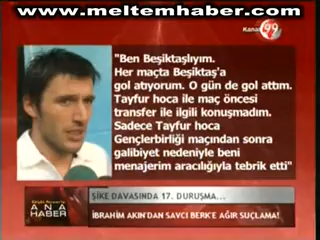 www.meltemhaber.com
Kanal 99
"Ben Beşiktaşlıyım.
Her maçta Beşiktaş'a
gol atıyorum. O gün de gol attım.
Tayfur hoca ile maç öncesi
transfer ile ilgili konuşmadım.
Sadece Tayfur hoca
Gençlerbirliği maçından sonra
galibiyet nedeniyle beni
menajerim aracılığıyla tebrik etti"
ANA
HABER
ŞİKE DAVASINDA 17. DURUŞMA...
İBRAHİM AKIN'DAN SAVCI BERK'E AĞIR SUÇLAMA!